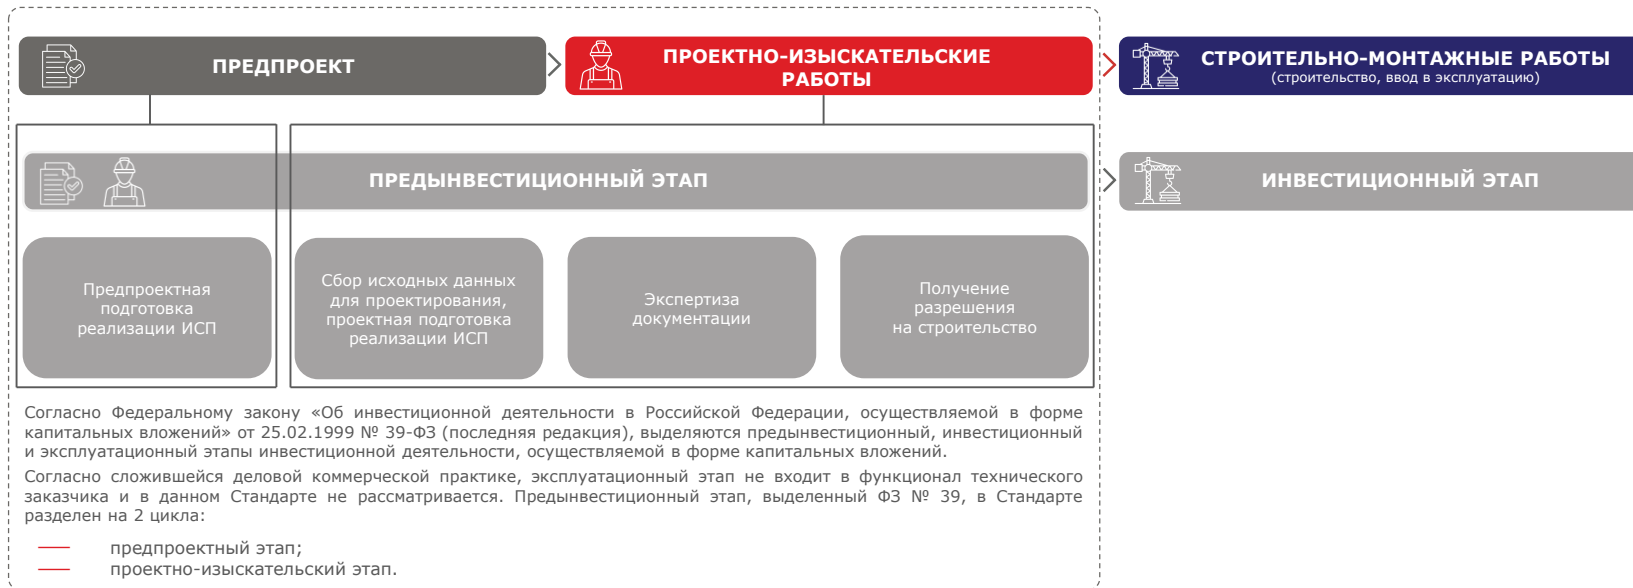 ПРЕДПРОЕКТ
ПРОЕКТНО-ИЗЫСКАТЕЛЬСКИЕ
РАБОТЫ
СТРОИТЕЛЬНО-МОНТАЖНЫЕ РАБОТЫ
(строительство, ввод в эксплуатацию)
ПРЕДЫНВЕСТИЦИОННЫЙ ЭТАП
ИНВЕСТИЦИОННЫЙ ЭТАП
Предпроектная
подготовка
реализации ИСП
Сбор исходных данных
для проектирования,
проектная подготовка
реализации ИСП
Экспертиза
документации
Получение
разрешения
на строительство
Согласно Федеральному закону «Об инвестиционной деятельности в Российской Федерации, осуществляемой в форме
капитальных вложений» от 25.02.1999 № 39-ФЗ (последняя редакция), выделяются предынвестиционный, инвестиционный
и эксплуатационный этапы инвестиционной деятельности, осуществляемой в форме капитальных вложений.
Согласно сложившейся деловой коммерческой практике, эксплуатационный этап не входит в функционал технического
заказчика и в данном Стандарте не рассматривается. Предынвестиционный этап, выделенный ФЗ № 39, в Стандарте
разделен на 2 цикла:
предпроектный этап;
проектно-изыскательский этап.